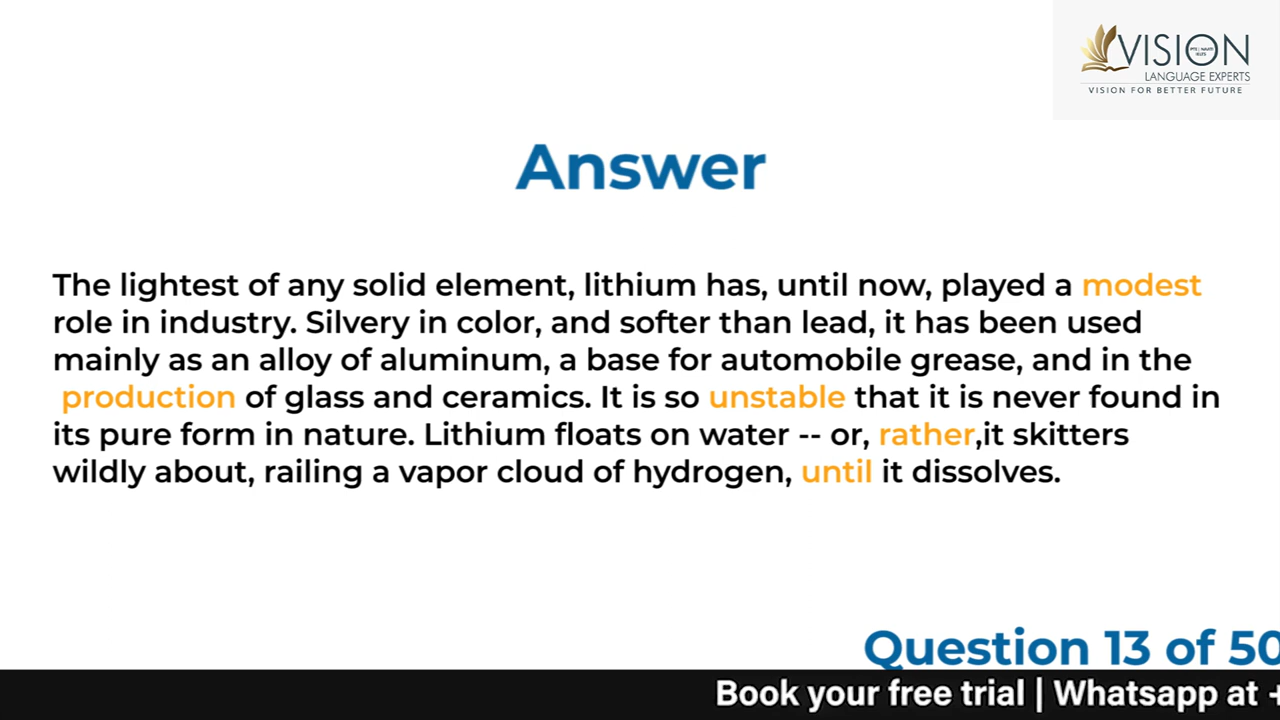 VISION
LANGUAGE EXPERTS
VISION FOR BETTER FUTURE
Answer
The lightest of any solid element, lithium has, until now, played a modest
role in industry. Silvery in color, and softer than lead, it has been used
mainly as an alloy of aluminum, a base for automobile grease, and in the
production of glass and ceramics. It is so unstable that it is never found in
its pure form in nature. Lithium floats on water -- or, rather,it skitters
wildly about, railing a vapor cloud of hydrogen, until it dissolves.
Question 13 of 50
Book your free trial | Whatsapp at +